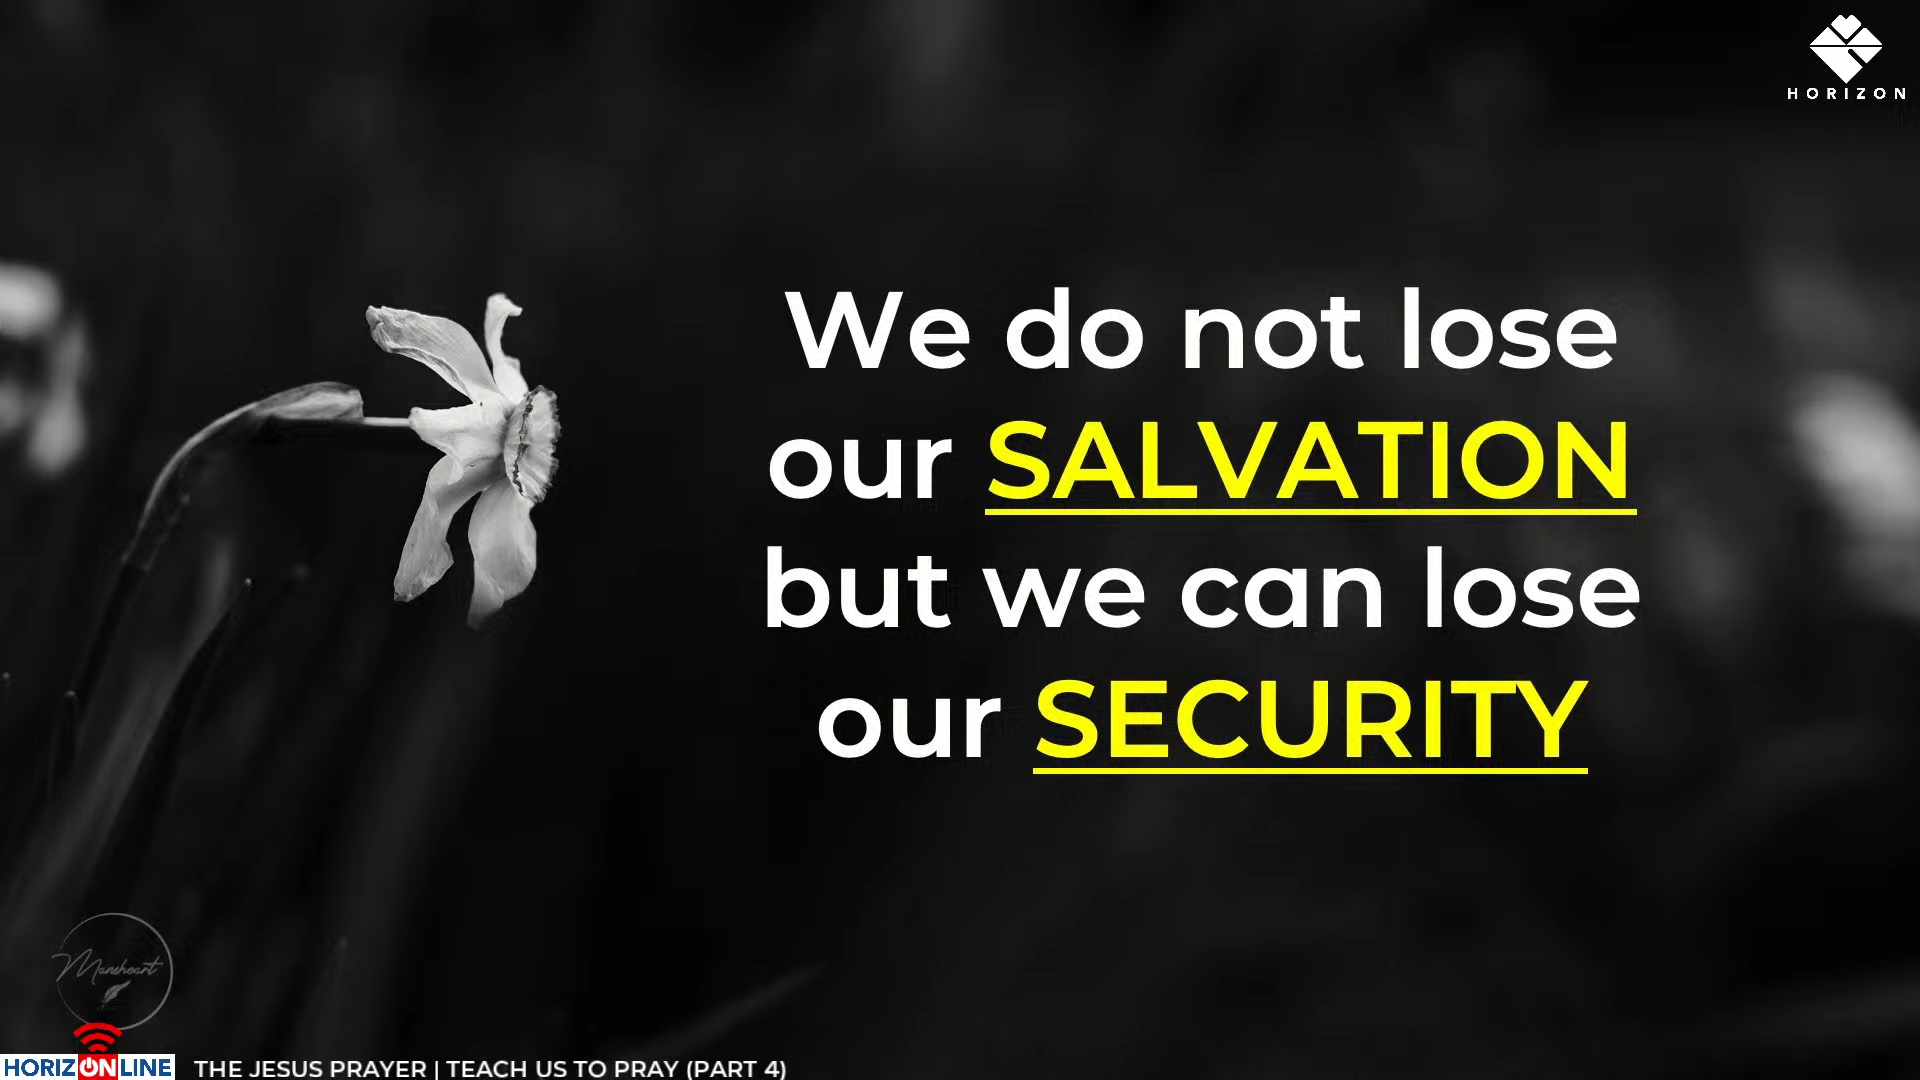 HORIZON
We do not lose
our SALVATION
but we can lose
our SECURITY
Mansheart
HORIZONLINE
THE JESUS PRAYER | TEACH US TO PRAY (PART 4)